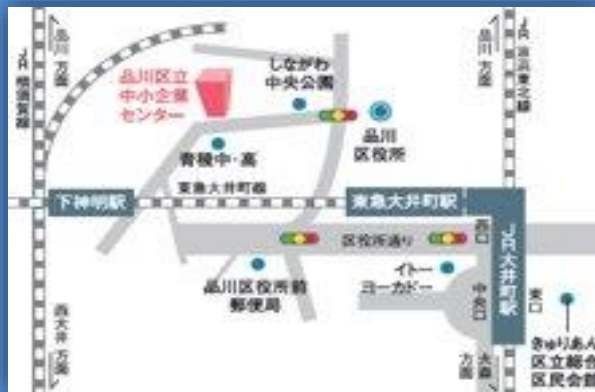 品川方面
JR横須賀線
品川区立
中小企業
センター
しながわ
中央公園
品川
区役所
青稜中・高
品川方面
JR京浜東北線
東急大井町線
下神明駅
東急大井町駅
西口
区役所通り
JR大井町駅
品川区役所前
郵便局
イトー
ヨーカドー
中央口
東口
きゅりあん
区立総合
区民会館
西大井方面
大森方面